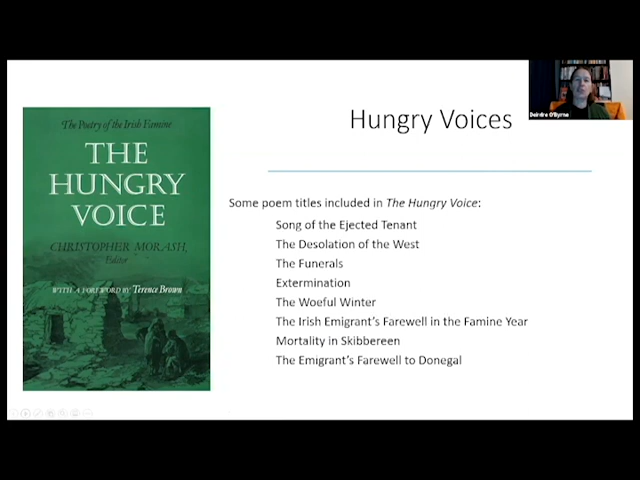 Deirdre O'Byrne
Hungry Voices
The Poetry of the Irish Famine
THE
HUNGRY
VOICE
CHRISTOPHER MORASH,
Editor
WITH A FOREWORD BY Terence Brown
Some poem titles included in The Hungry Voice:
Song of the Ejected Tenant
The Desolation of the West
The Funerals
Extermination
The Woeful Winter
The Irish Emigrant's Farewell in the Famine Year
Mortality in Skibbereen
The Emigrant's Farewell to Donegal